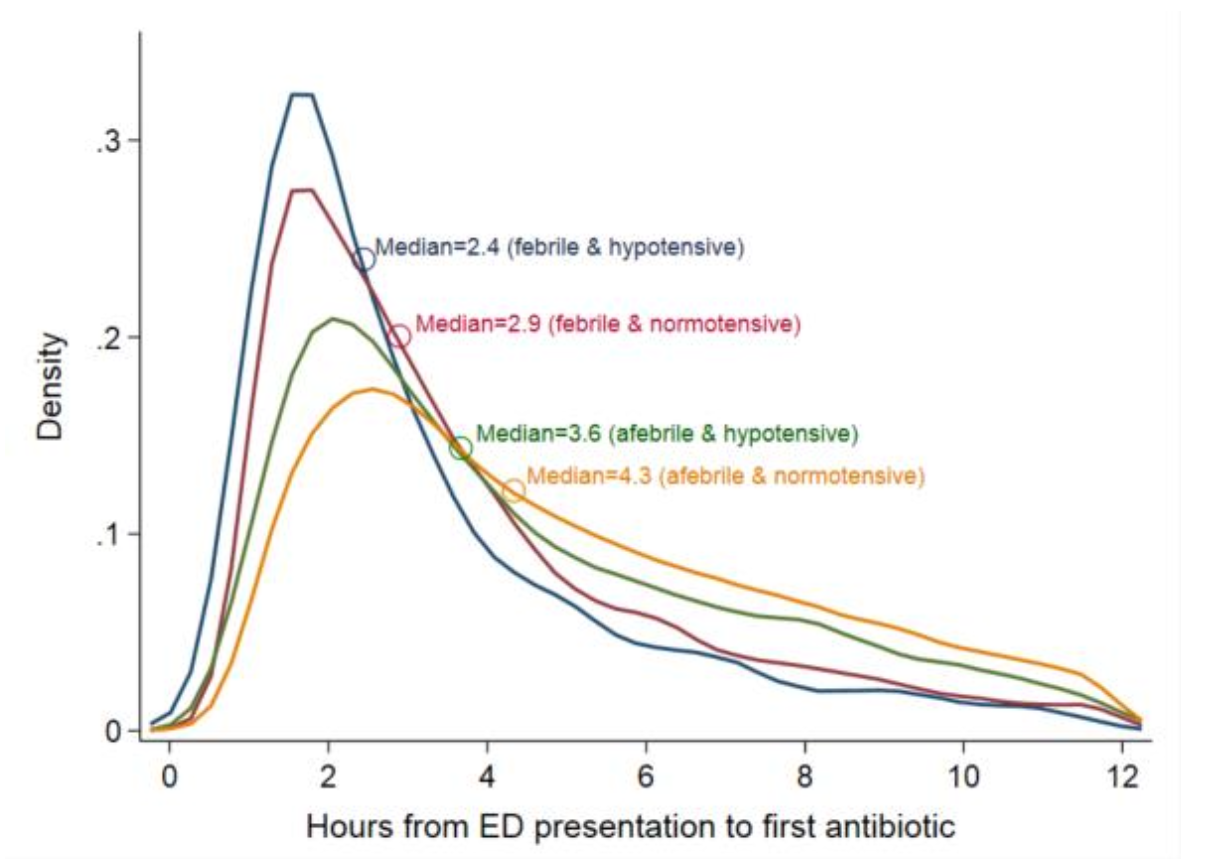 .3
.2
.1
0
Density
Median=2.4 (febrile & hypotensive)
Median=2.9 (febrile & normotensive)
Median=3.6 (afebrile & hypotensive)
Median=4.3 (afebrile & normotensive)
0 2 4 6 8 10 12
Hours from ED presentation to first antibiotic